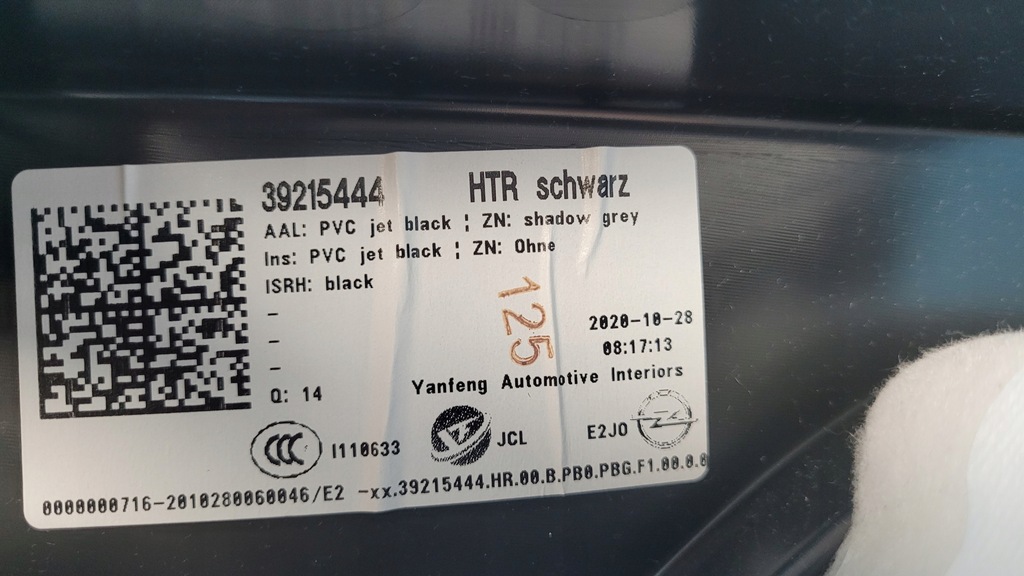 39215444 HTR schwarz
AAL: PVC jet black ¦ ZN: shadow grey
Ins: PVC jet black ¦ ZN: Ohne
ISRH: black
-
-
-
125
2020-10-28
08:17:13
Q: 14
Yanfeng Automotive Interiors
CCC I110633 JCL E2JO
0000000716-2010280060046/E2 -xx.39215444.HR.00.B.PB0.PBG.F1.00.0.0